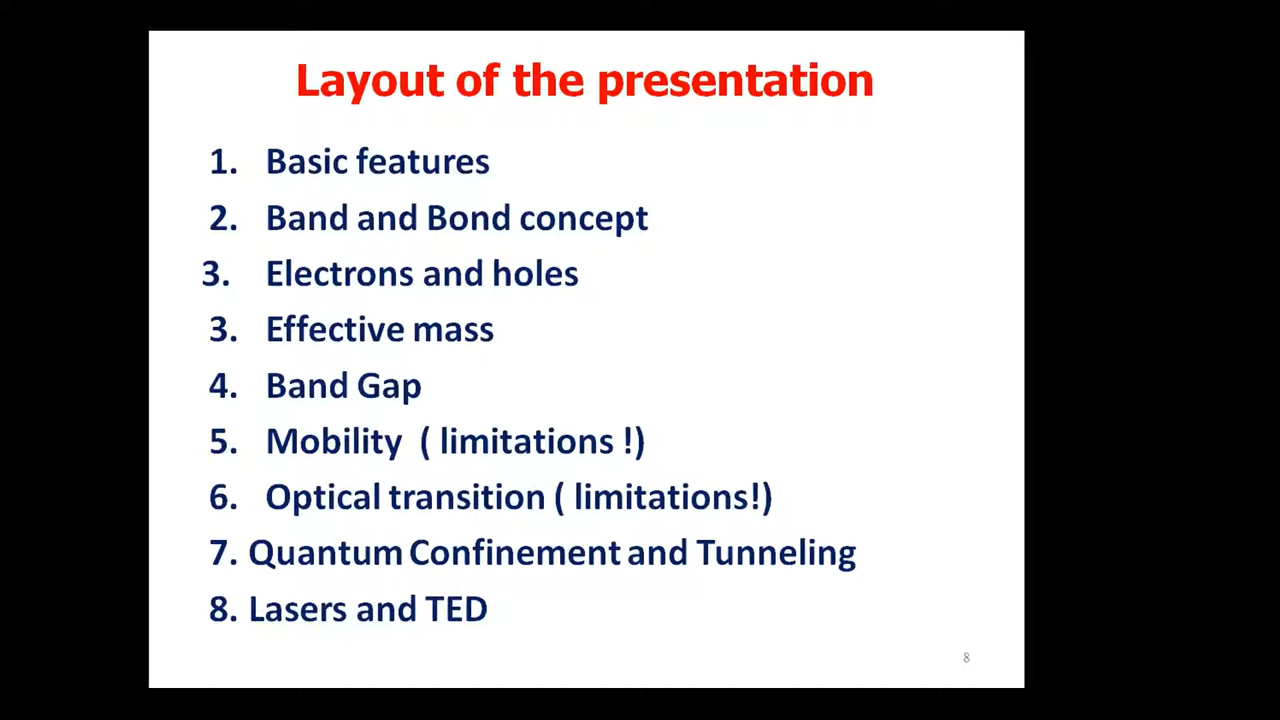 Layout of the presentation
1. Basic features
2. Band and Bond concept
3. Electrons and holes
3. Effective mass
4. Band Gap
5. Mobility ( limitations !)
6. Optical transition ( limitations!)
7. Quantum Confinement and Tunneling
8. Lasers and TED
8